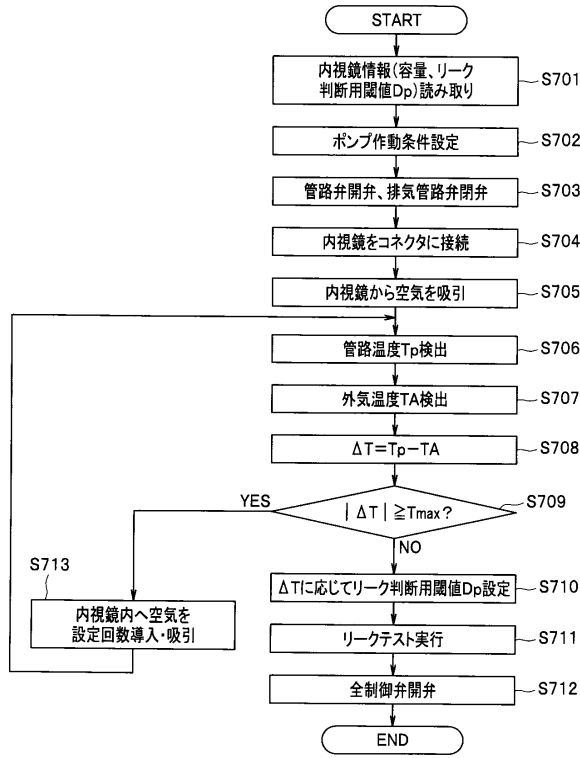 START
内視鏡情報(容量、リーク
判断用閾値Dp)読み取り
S701
ポンプ作動条件設定
S702
管路弁開弁、排気管路弁閉弁
S703
内視鏡をコネクタに接続
S704
内視鏡から空気を吸引
S705
管路温度Tp検出
S706
外気温度TA検出
S707
ΔT=Tp-TA
S708
|ΔT|≧Tmax?
S709
YES
NO
S713
内視鏡内へ空気を
設定回数導入・吸引
ΔTに応じてリーク判断用閾値Dp設定
S710
リークテスト実行
S711
全制御弁開弁
S712
END